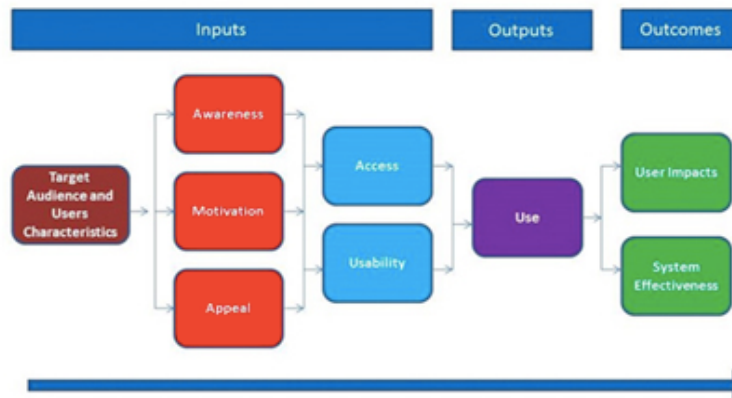 Inputs
Outputs
Outcomes
Target
Audience and
Users
Characteristics
Awareness
Motivation
Appeal
Access
Usability
Use
User Impacts
System
Effectiveness